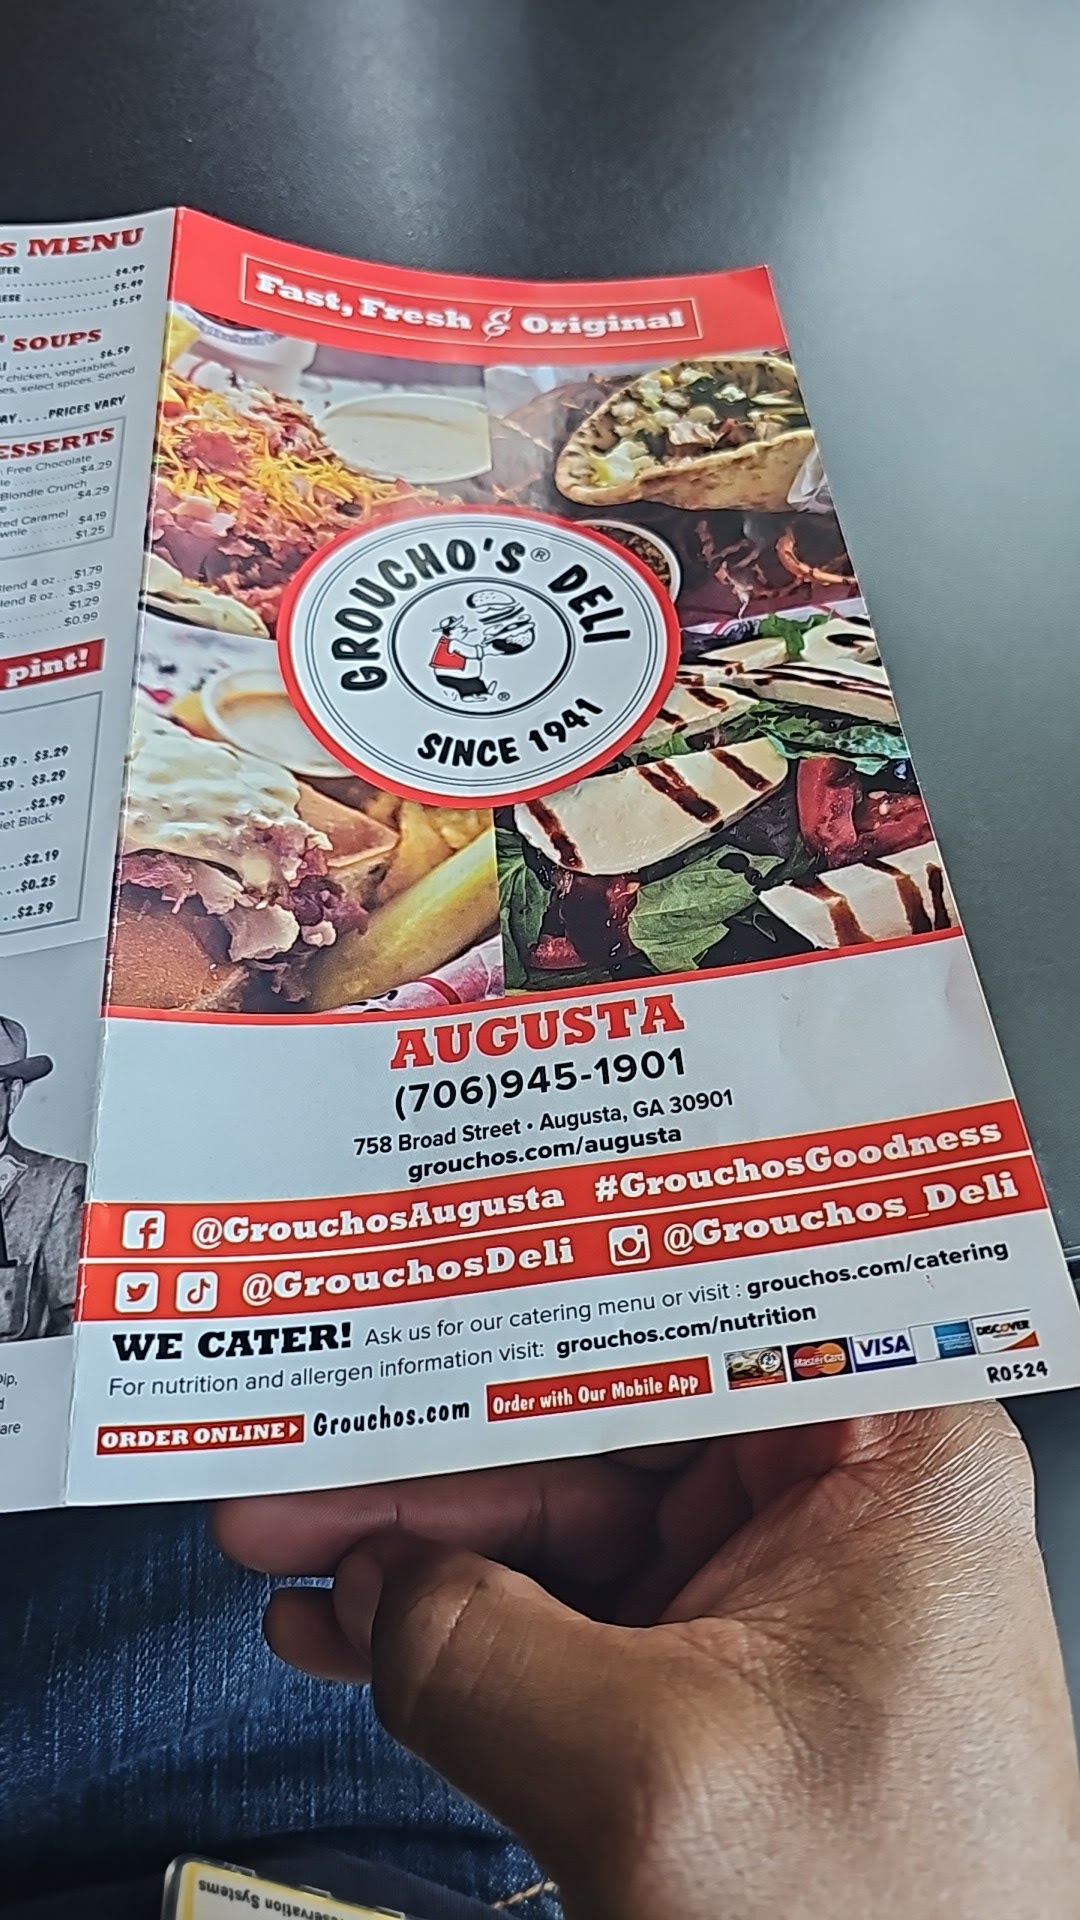 S MENU
$4.99
$5.49
$5.59
SOUPS
$6.59
chicken, vegetables,
select spices. Served
PRICES VARY
ESSERTS
Free Chocolate
$4.29
Blondie Crunch
$4.29
Caramel
$4.19
$1.25
4 oz...$1.79
8 oz..$3.39
$1.29
$0.99
pint!
$3.29
$3.29
$2.99
Black
$2.19
$0.25
$2.39
Fast, Fresh & Original
GROUCHO'S® DELI
®
SINCE 1941
AUGUSTA
(706)945-1901
758 Broad Street • Augusta, GA 30901
grouchos.com/augusta
@GrouchosAugusta #GrouchosGoodness
@GrouchosDeli @Grouchos_Deli
WE CATER! Ask us for our catering menu or visit : grouchos.com/catering
For nutrition and allergen information visit: grouchos.com/nutrition
ORDER ONLINE Grouchos.com Order with Our Mobile App MasterCard VISA DISCOVER
R0524
Systems